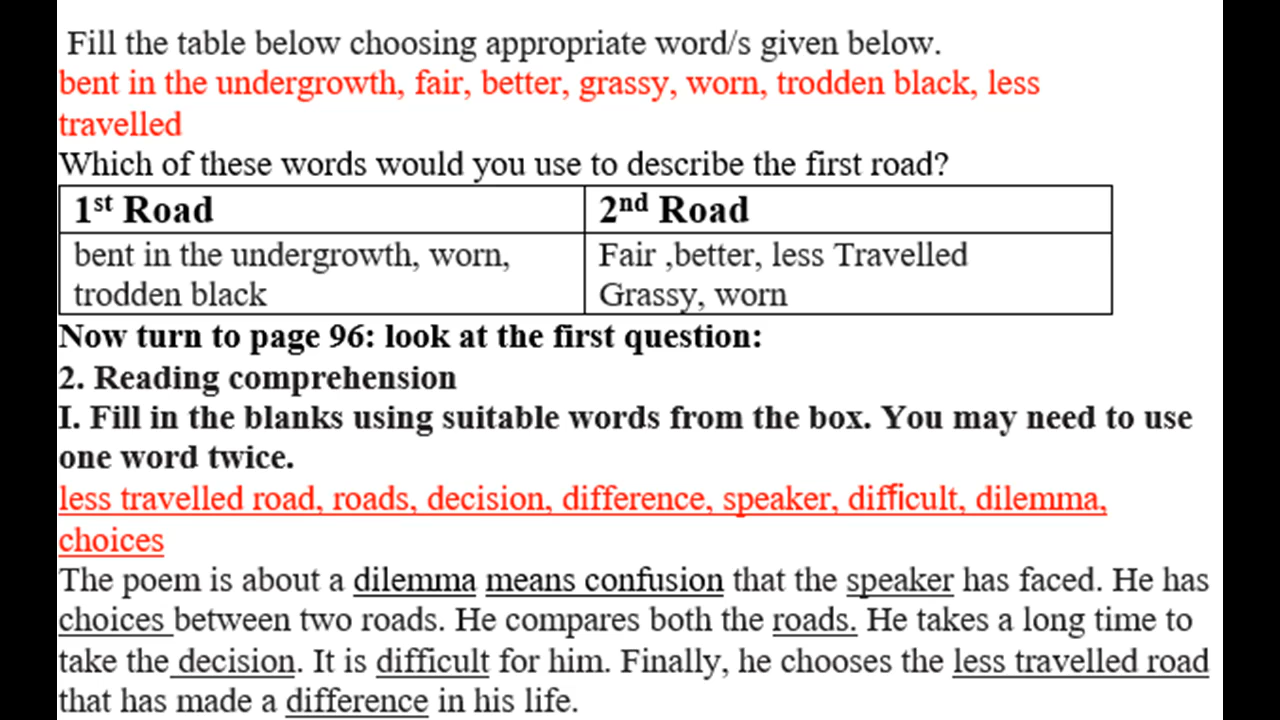 Fill the table below choosing appropriate word/s given below.
bent in the undergrowth, fair, better, grassy, worn, trodden black, less
travelled
Which of these words would you use to describe the first road?
1st Road 2nd Road
bent in the undergrowth, worn, Fair ,better, less Travelled
trodden black Grassy, worn
Now turn to page 96: look at the first question:
2. Reading comprehension
I. Fill in the blanks using suitable words from the box. You may need to use
one word twice.
less travelled road, roads, decision, difference, speaker, difficult, dilemma,
choices
The poem is about a dilemma means confusion that the speaker has faced. He has
choices between two roads. He compares both the roads. He takes a long time to
take the decision. It is difficult for him. Finally, he chooses the less travelled road
that has made a difference in his life.